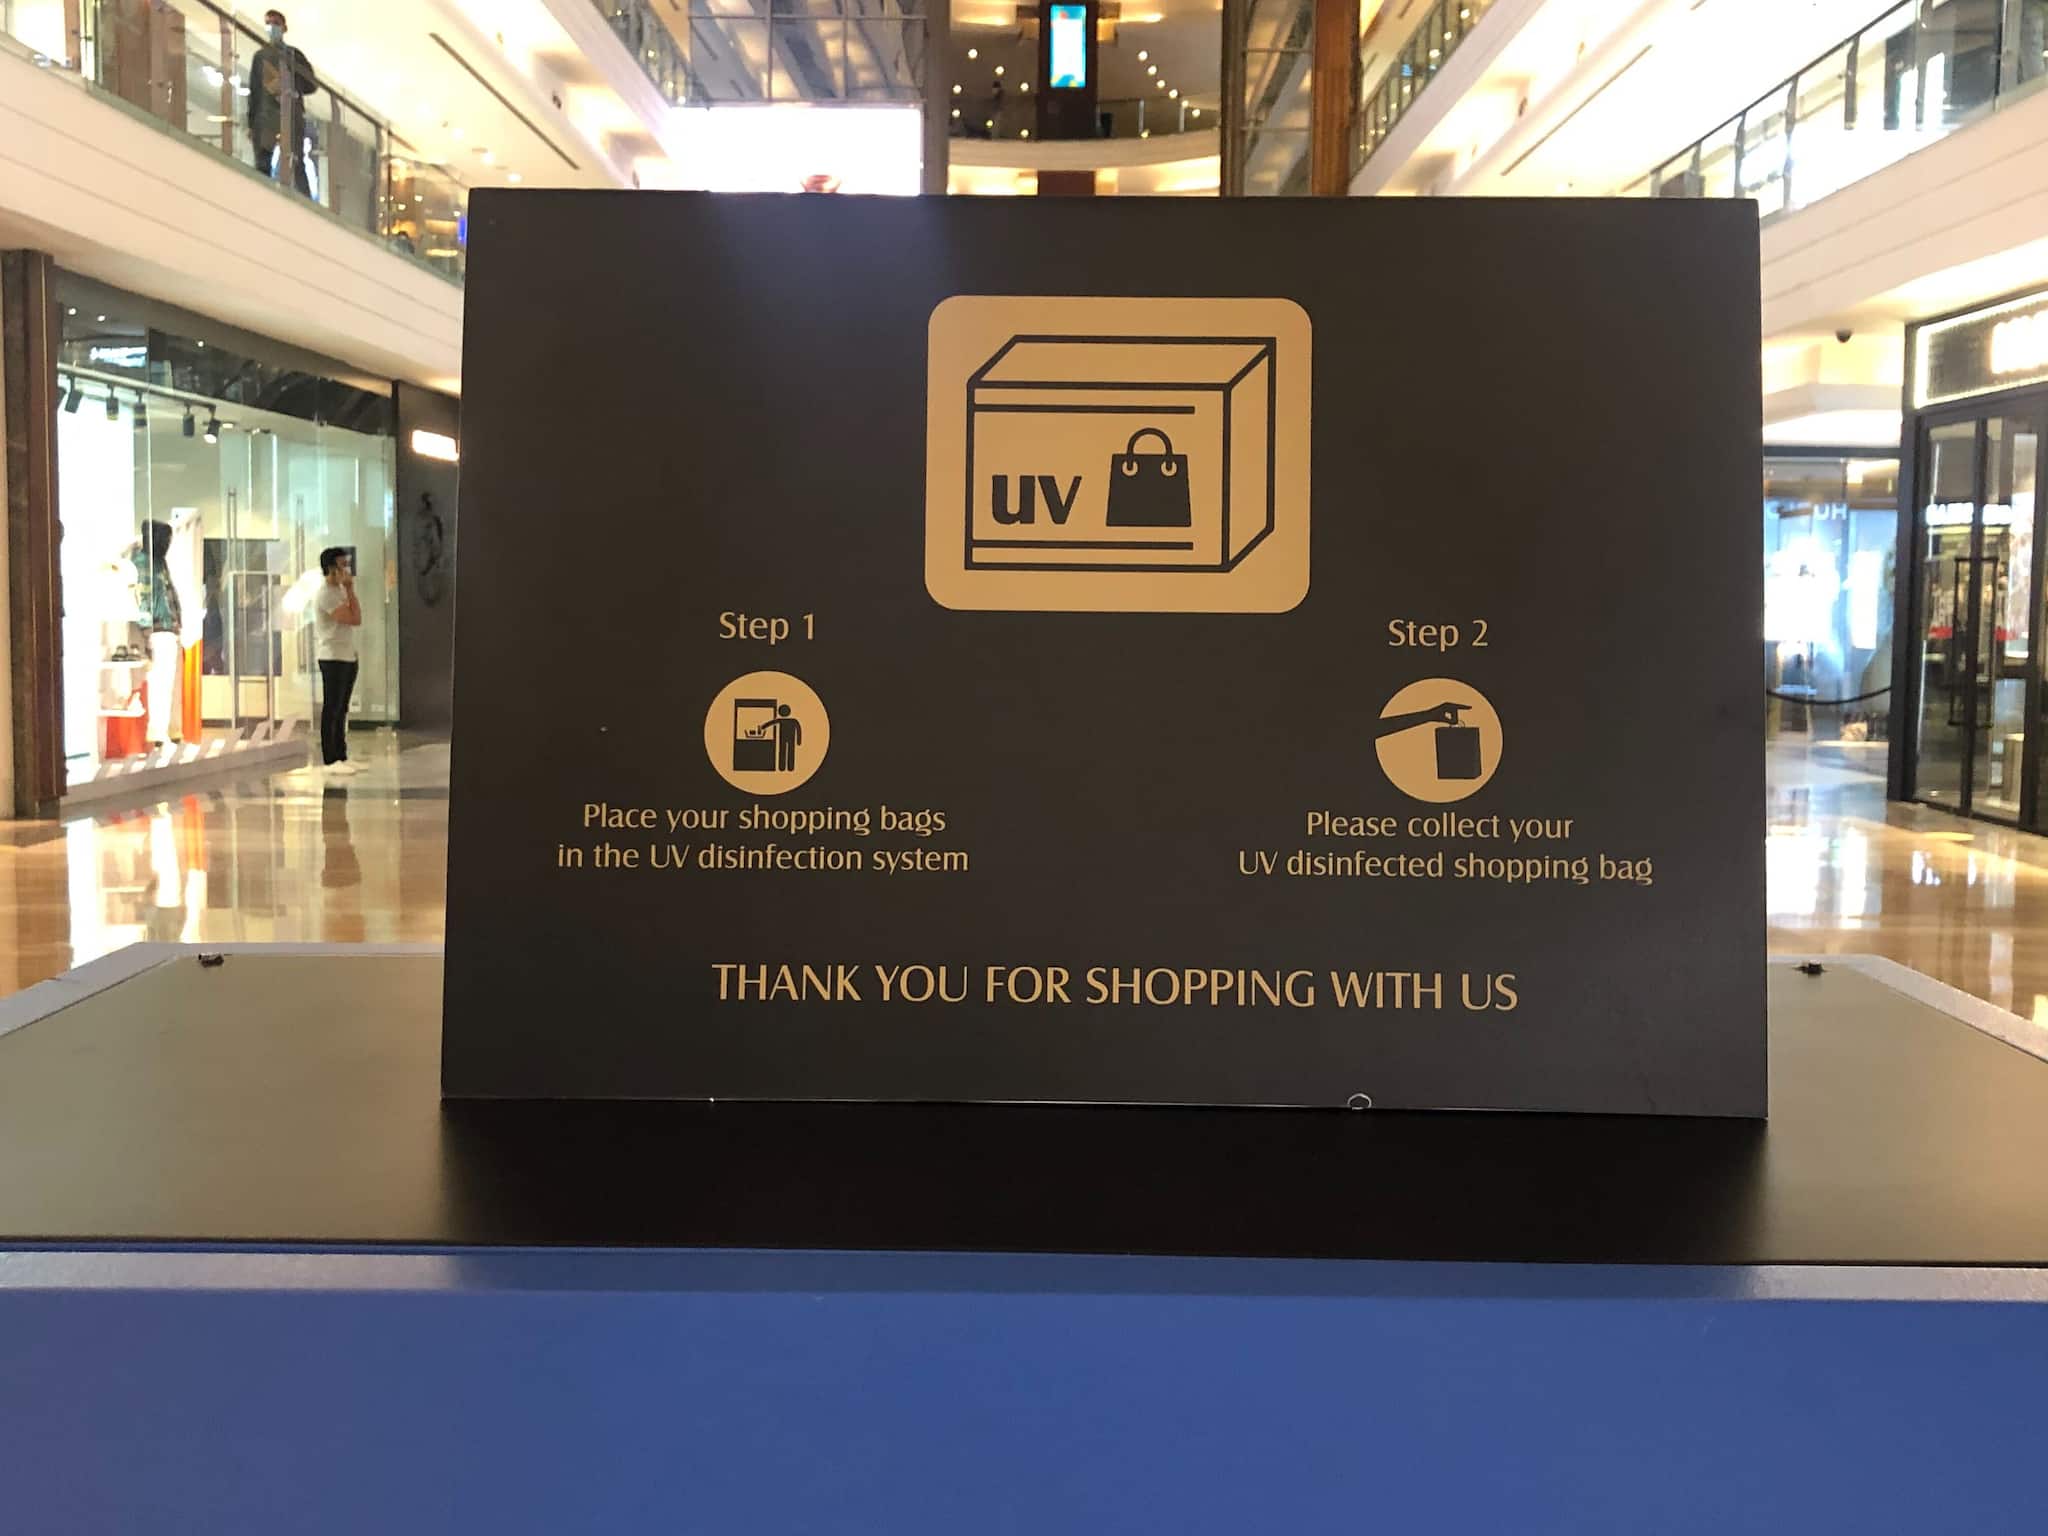 uv
Step 1
Place your shopping bags
in the UV disinfection system
Step 2
Please collect your
UV disinfected shopping bag
THANK YOU FOR SHOPPING WITH US